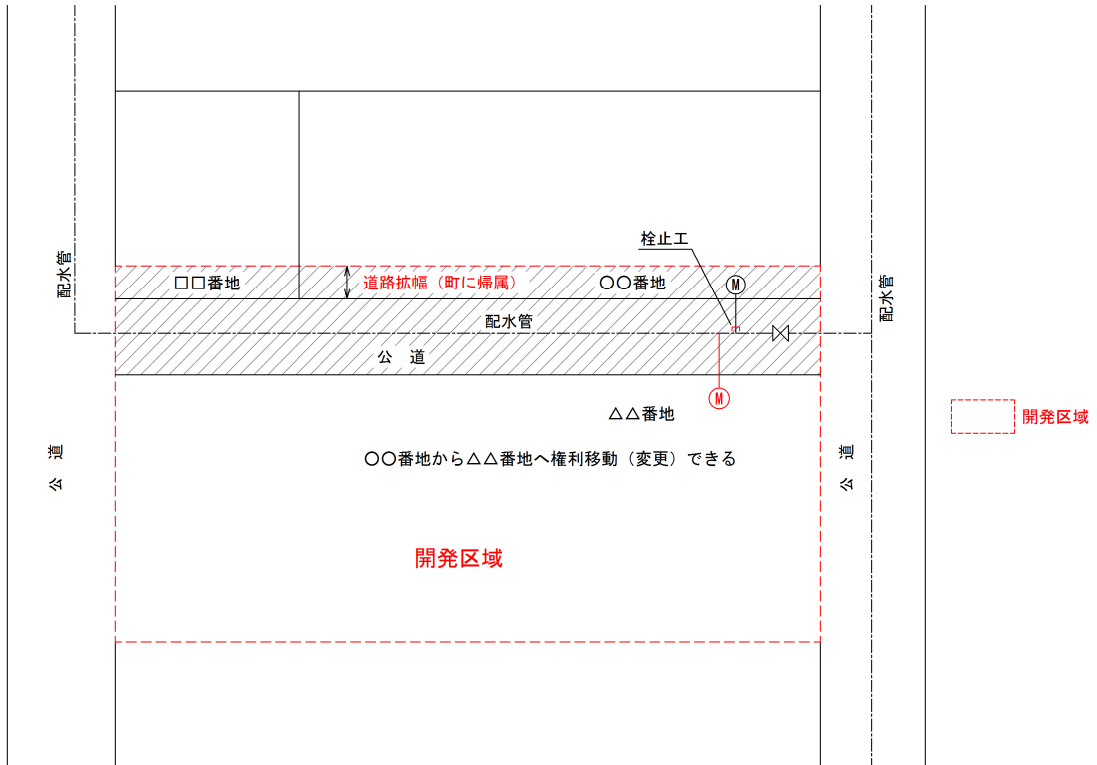 栓止工
配水管
□□番地
道路拡幅（町に帰属）
〇〇番地
M
配水管
配水管
公 道
M
△△番地
開発区域
〇〇番地から△△番地へ権利移動（変更）できる
公 道
公 道
開発区域